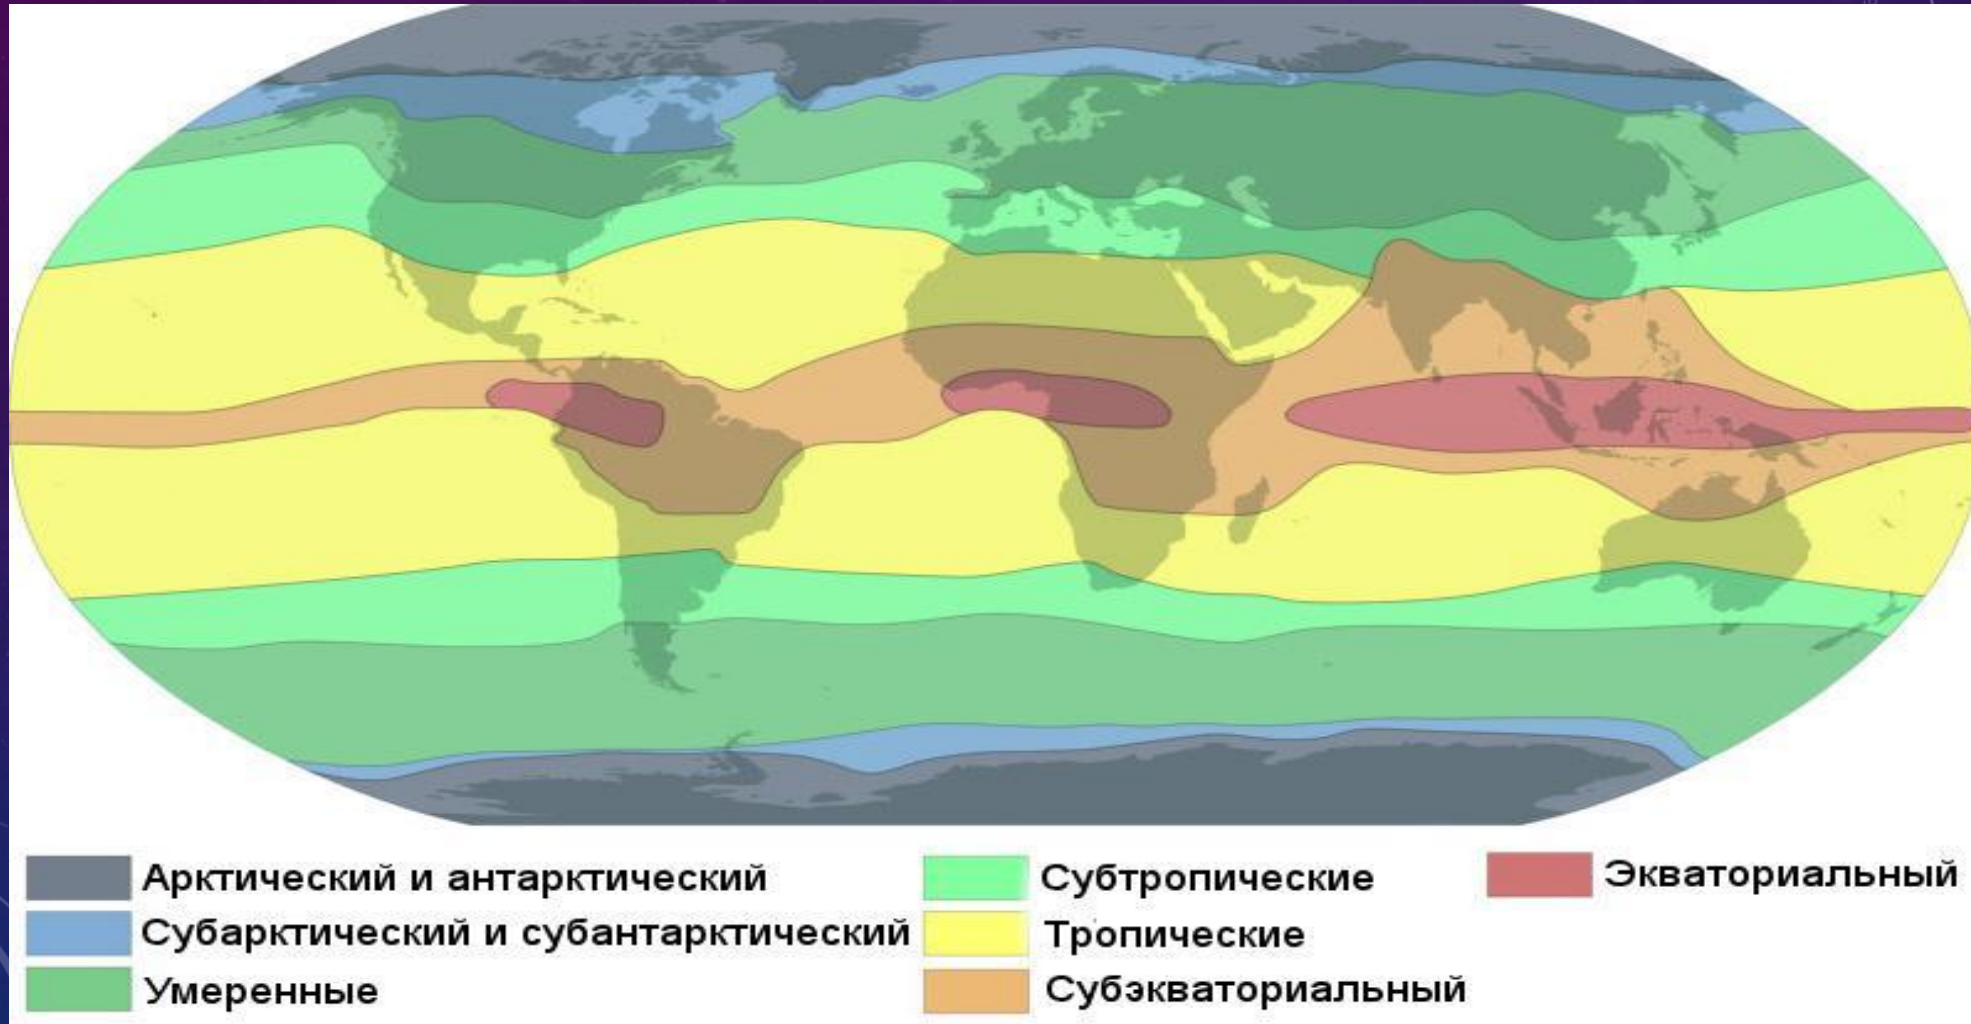 Арктический и антарктический
Субарктический и субантарктический
Умеренные
Субтропические
Тропические
Субэкваториальный
Экваториальный